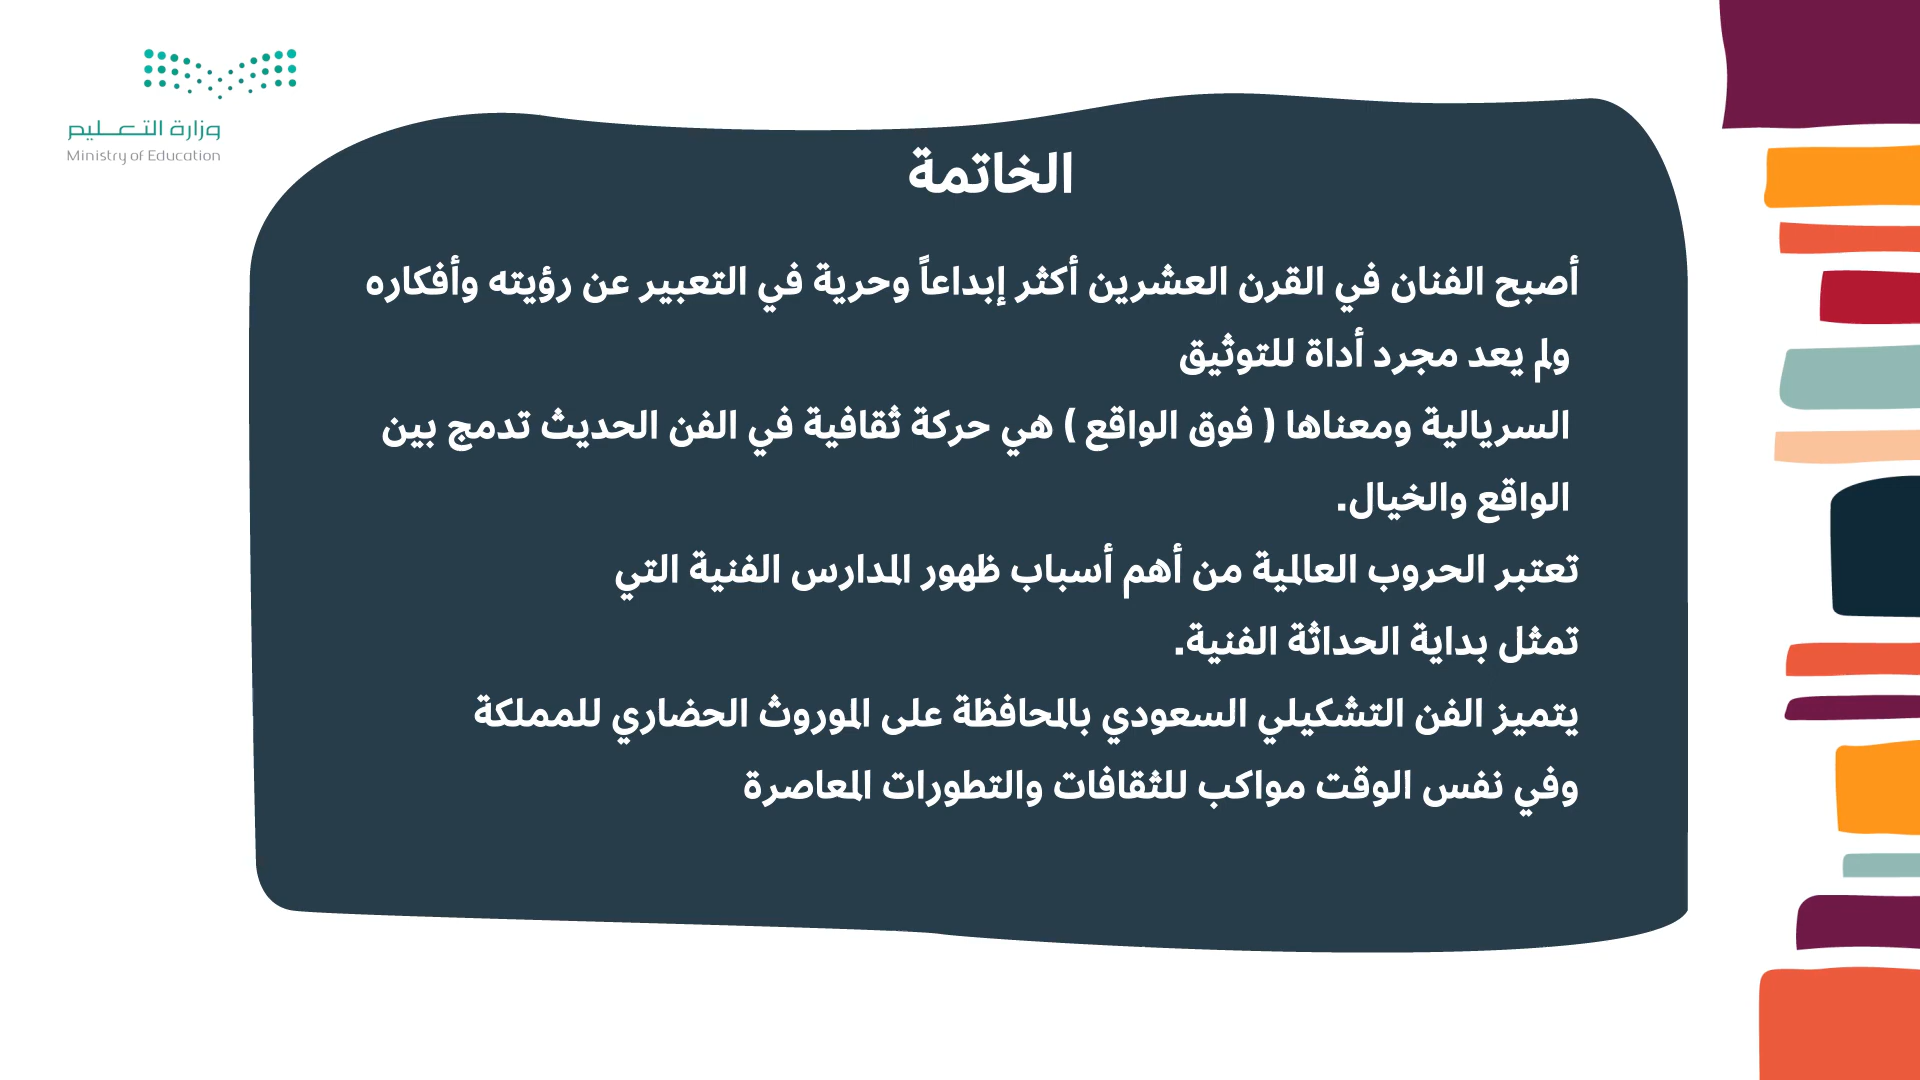 وزارة التعليم
Ministry of Education
الخاتمة
أصبح الفنان في القرن العشرين أكثر إبداعاً وحرية في التعبير عن رؤيته وأفكاره
ولم يعد مجرد أداة للتوثيق
السريالية ومعناها ( فوق الواقع ) هي حركة ثقافية في الفن الحديث تدمج بين
الواقع والخيال.
تعتبر الحروب العالمية من أهم أسباب ظهور المدارس الفنية التي
تمثل بداية الحداثة الفنية.
يتميز الفن التشكيلي السعودي بالمحافظة على الموروث الحضاري للمملكة
وفي نفس الوقت مواكب للثقافات والتطورات المعاصرة